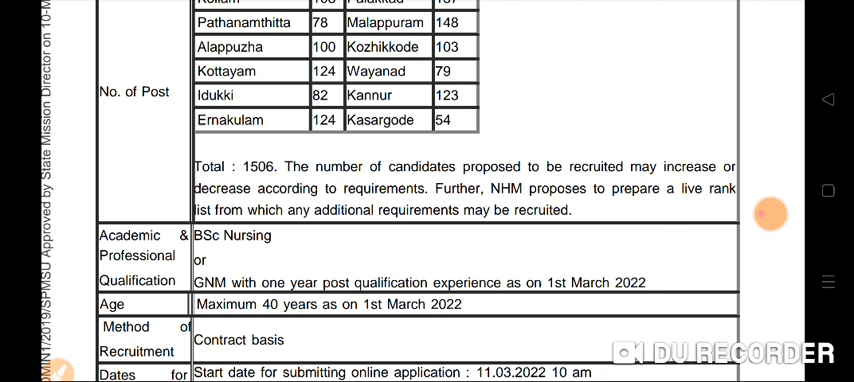 Pathanamthitta 78 Malappuram 148
Alappuzha 100 Kozhikkode 103
Kottayam 124 Wayanad 79
No. of Post
Idukki 82 Kannur 123
Ernakulam 124 Kasargode 54
Total : 1506. The number of candidates proposed to be recruited may increase or
decrease according to requirements. Further, NHM proposes to prepare a live rank
list from which any additional requirements may be recruited.
Academic & BSc Nursing
Professional or
Qualification GNM with one year post qualification experience as on 1st March 2022
Age Maximum 40 years as on 1st March 2022
Method of
Recruitment Contract basis
Dates for Start date for submitting online application : 11.03.2022 10 am
DMIN1/2019/SPMSU Approved by State Mission Director on 10-M
DU RECORDER